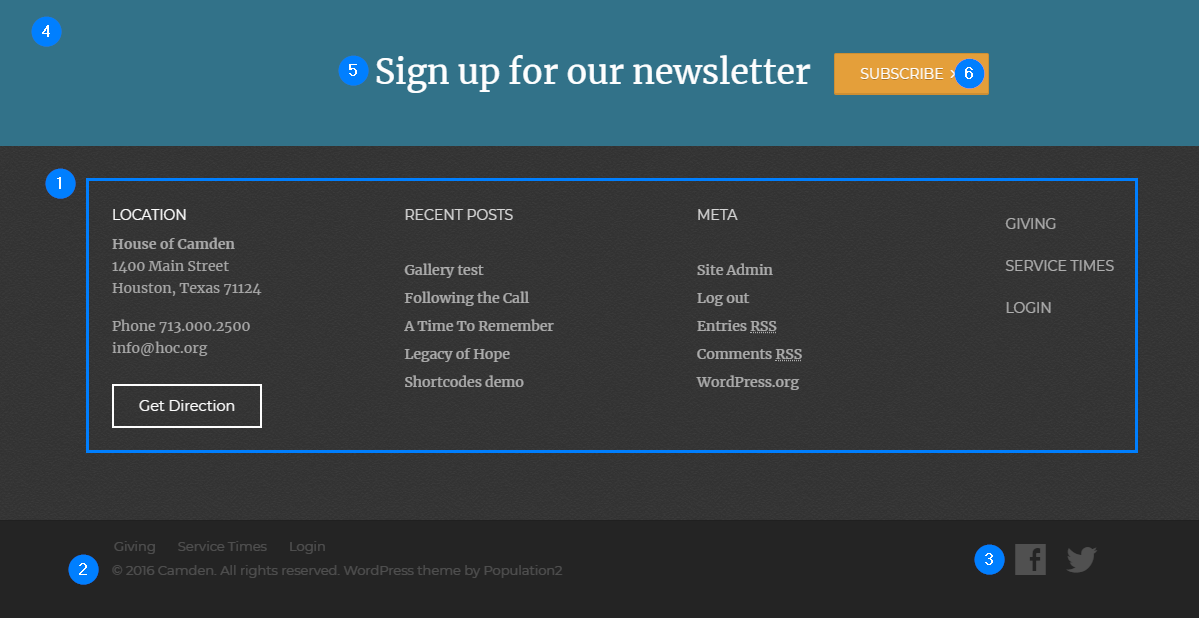 4
5 Sign up for our newsletter SUBSCRIBE › 6
1
LOCATION
House of Camden
1400 Main Street
Houston, Texas 71124
Phone 713.000.2500
info@hoc.org
Get Direction
RECENT POSTS
Gallery test
Following the Call
A Time To Remember
Legacy of Hope
Shortcodes demo
META
Site Admin
Log out
Entries RSS
Comments RSS
WordPress.org
GIVING
SERVICE TIMES
LOGIN
Giving Service Times Login
2 © 2016 Camden. All rights reserved. WordPress theme by Population2
3